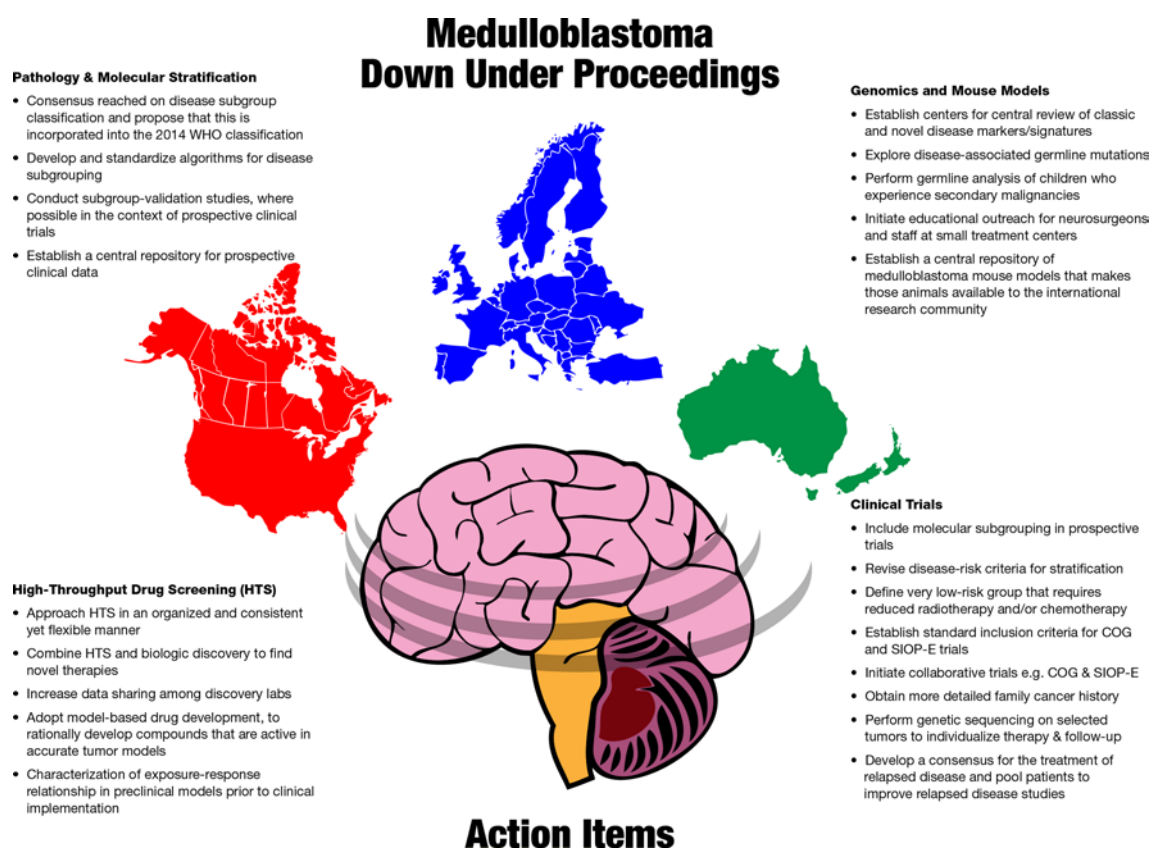 Medulloblastoma
Down Under Proceedings
Pathology & Molecular Stratification
• Consensus reached on disease subgroup
classification and propose that this is
incorporated into the 2014 WHO classification
• Develop and standardize algorithms for disease
subgrouping
• Conduct subgroup-validation studies, where
possible in the context of prospective clinical
trials
• Establish a central repository for prospective
clinical data
Genomics and Mouse Models
• Establish centers for central review of classic
and novel disease markers/signatures
• Explore disease-associated germline mutations
• Perform germline analysis of children who
experience secondary malignancies
• Initiate educational outreach for neurosurgeons
and staff at small treatment centers
• Establish a central repository of
medulloblastoma mouse models that makes
those animals available to the international
research community
High-Throughput Drug Screening (HTS)
• Approach HTS in an organized and consistent
yet flexible manner
• Combine HTS and biologic discovery to find
novel therapies
• Increase data sharing among discovery labs
• Adopt model-based drug development, to
rationally develop compounds that are active in
accurate tumor models
• Characterization of exposure-response
relationship in preclinical models prior to clinical
implementation
Clinical Trials
• Include molecular subgrouping in prospective
trials
• Revise disease-risk criteria for stratification
• Define very low-risk group that requires
reduced radiotherapy and/or chemotherapy
• Establish standard inclusion criteria for COG
and SIOP-E trials
• Initiate collaborative trials e.g. COG & SIOP-E
• Obtain more detailed family cancer history
• Perform genetic sequencing on selected
tumors to individualize therapy & follow-up
• Develop a consensus for the treatment of
relapsed disease and pool patients to
improve relapsed disease studies
Action Items